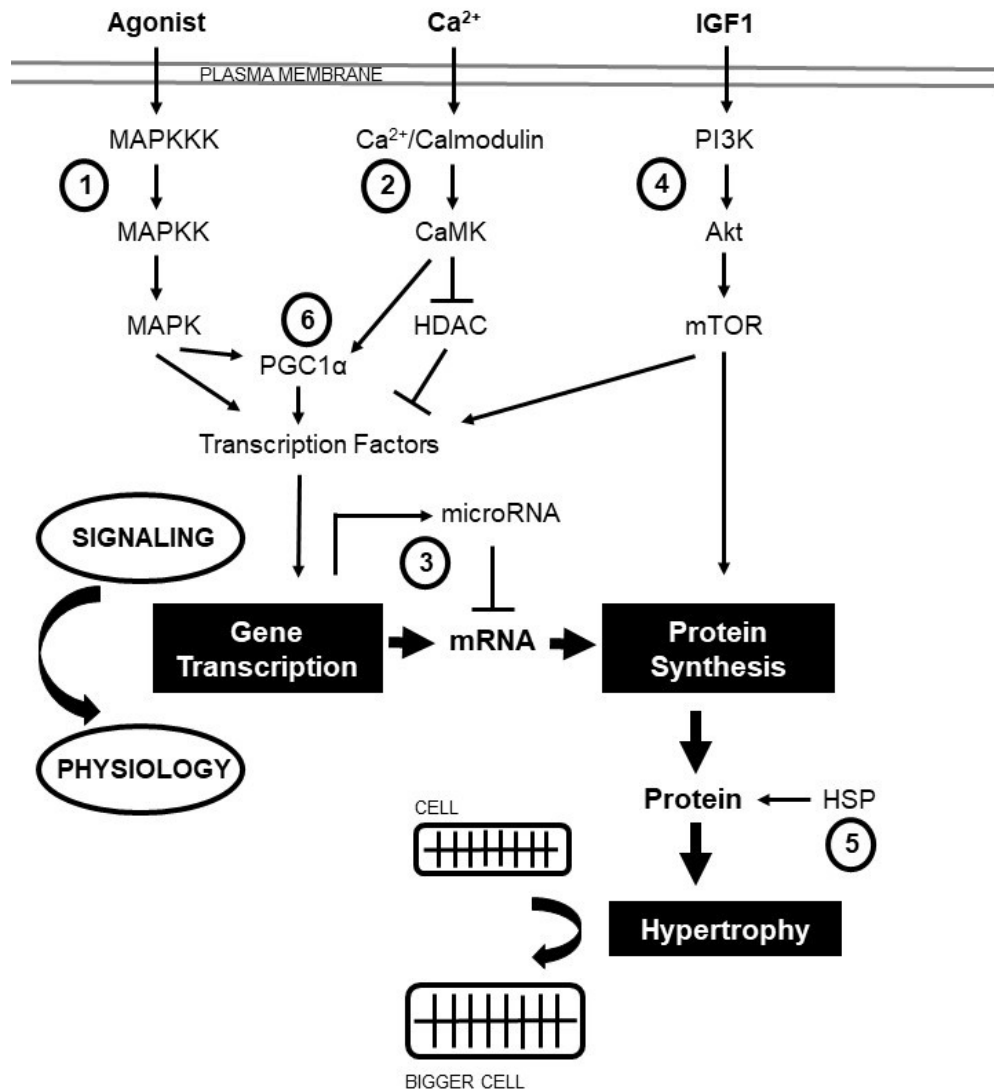 Agonist
Ca²⁺
IGF1
PLASMA MEMBRANE
MAPKKK
Ca²⁺/Calmodulin
PI3K
1
2
4
MAPKK
CaMK
Akt
6
MAPK
HDAC
mTOR
PGC1α
Transcription Factors
microRNA
SIGNALING
3
Gene
Transcription
mRNA
Protein
Synthesis
PHYSIOLOGY
Protein
HSP
CELL
5
Hypertrophy
BIGGER CELL